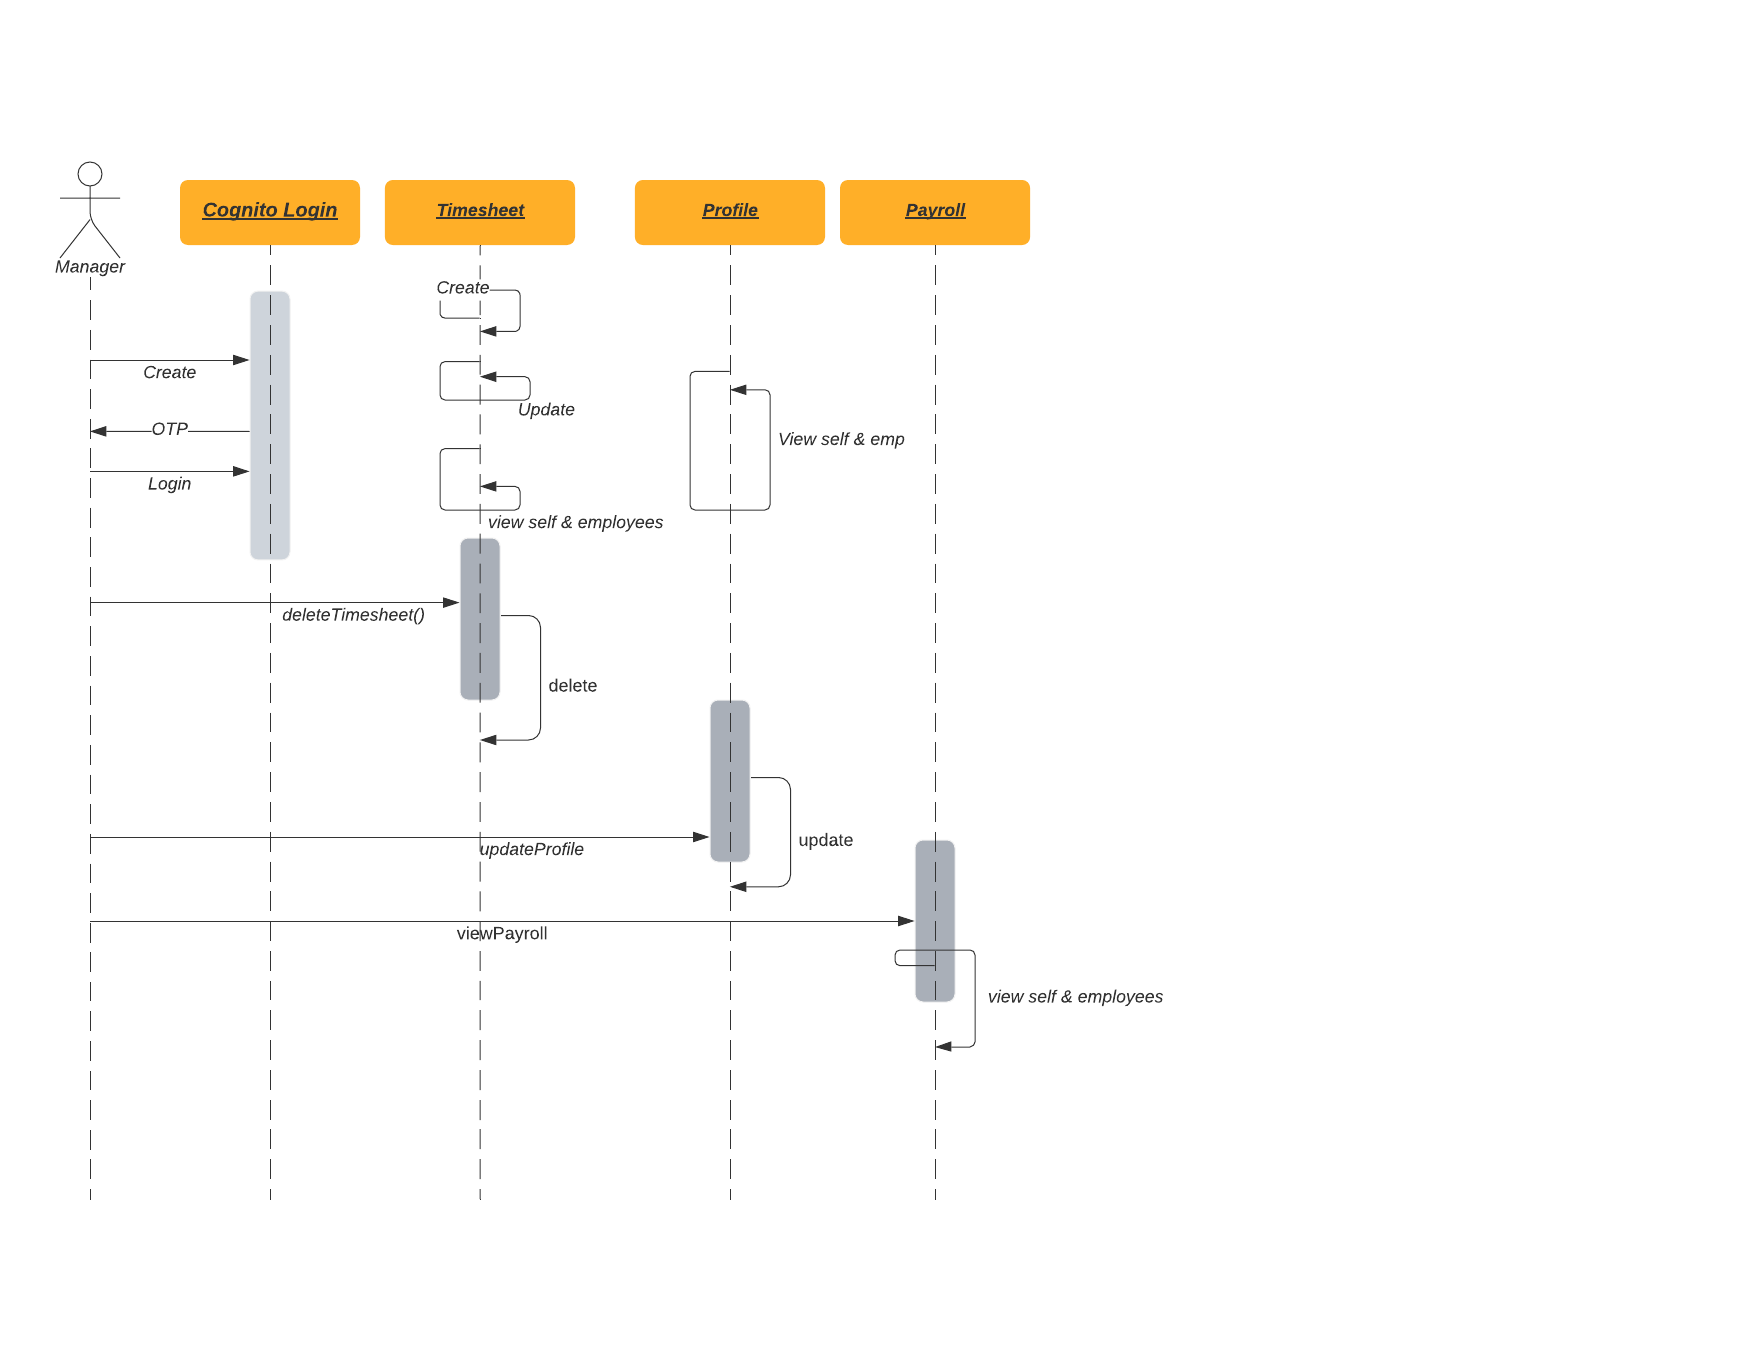 Cognito Login
Timesheet
Profile
Payroll
Manager
Create
Create
Update
OTP
View self & emp
Login
view self & employees
deleteTimesheet()
delete
update
updateProfile
viewPayroll
view self & employees